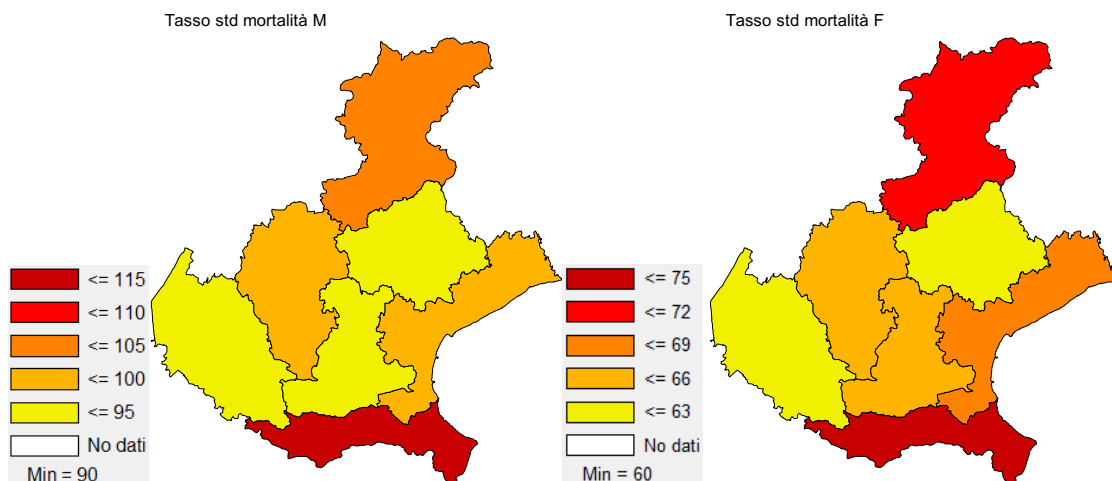 Tasso std mortalità M
<= 115
<= 110
<= 105
<= 100
<= 95
No dati
Min = 90
Tasso std mortalità F
<= 75
<= 72
<= 69
<= 66
<= 63
No dati
Min = 60